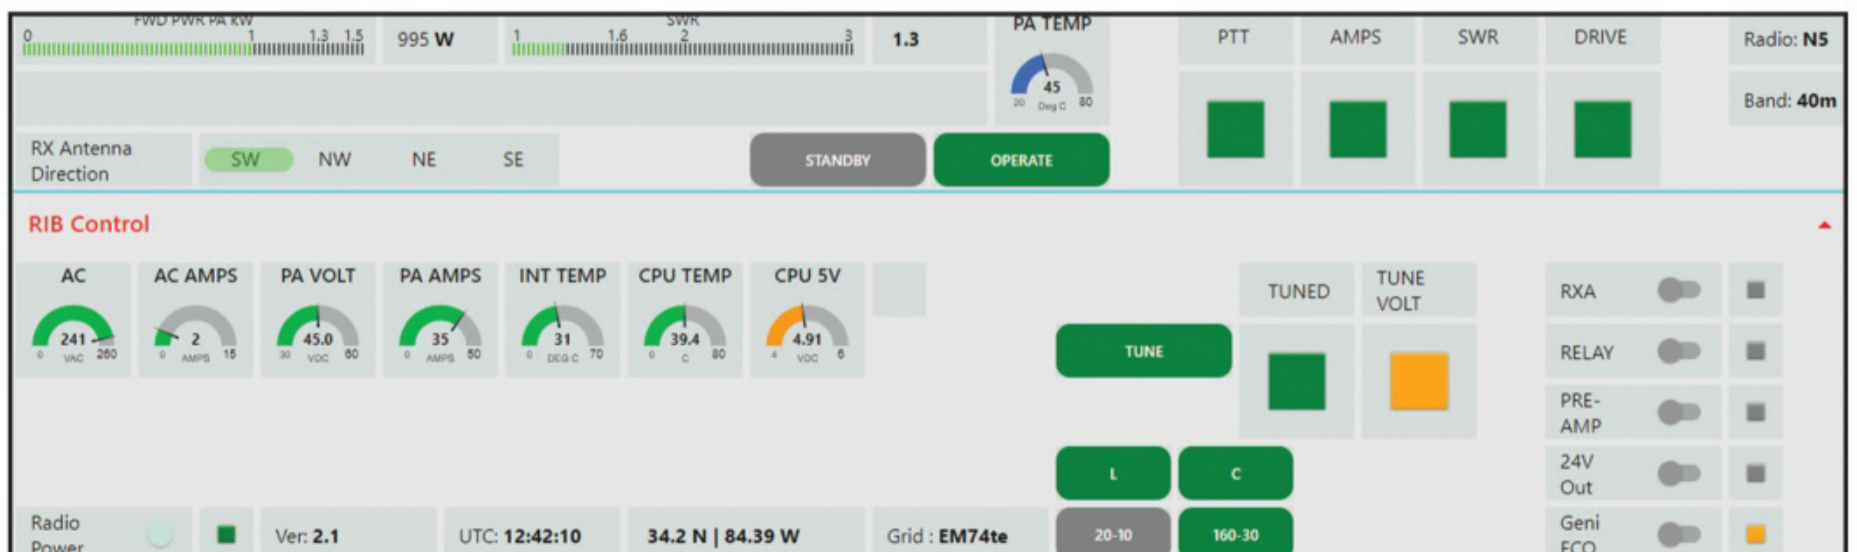 FWD PWR PA kW
SWR
PA TEMP
0 1 1.3 1.5
995 W
1 1.6 2 3
1.3
PTT
AMPS
SWR
DRIVE
Radio: N5
45
20 Deg C 80
Band: 40m
RX Antenna
Direction
SW NW NE SE
STANDBY
OPERATE
RIB Control
AC
AC AMPS
PA VOLT
PA AMPS
INT TEMP
CPU TEMP
CPU 5V
241
0 VAC 260
2
0 AMPS 15
45.0
30 VDC 60
35
0 AMPS 50
31
0 DEG C 70
39.4
0 C 80
4.91
4 VDC 6
TUNED
TUNE
VOLT
RXA
TUNE
RELAY
PRE-
AMP
L
C
24V
Out
Radio
Power
Ver: 2.1
UTC: 12:42:10
34.2 N | 84.39 W
Grid : EM74te
20-10
160-30
Geni
ECO